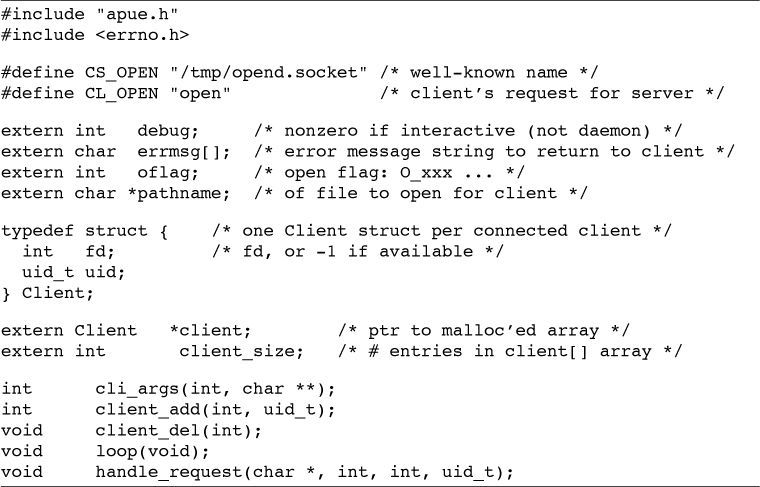 #include "apue.h"
#include <errno.h>

#define CS_OPEN "/tmp/opend.socket" /* well-known name */
#define CL_OPEN "open"              /* client’s request for server */

extern int   debug;     /* nonzero if interactive (not daemon) */
extern char  errmsg[];  /* error message string to return to client */
extern int   oflag;     /* open flag: O_xxx ... */
extern char *pathname;  /* of file to open for client */

typedef struct {    /* one Client struct per connected client */
  int   fd;         /* fd, or -1 if available */
  uid_t uid;
} Client;

extern Client   *client;        /* ptr to malloc’ed array */
extern int       client_size;   /* # entries in client[] array */

int      cli_args(int, char **);
int      client_add(int, uid_t);
void     client_del(int);
void     loop(void);
void     handle_request(char *, int, int, uid_t);